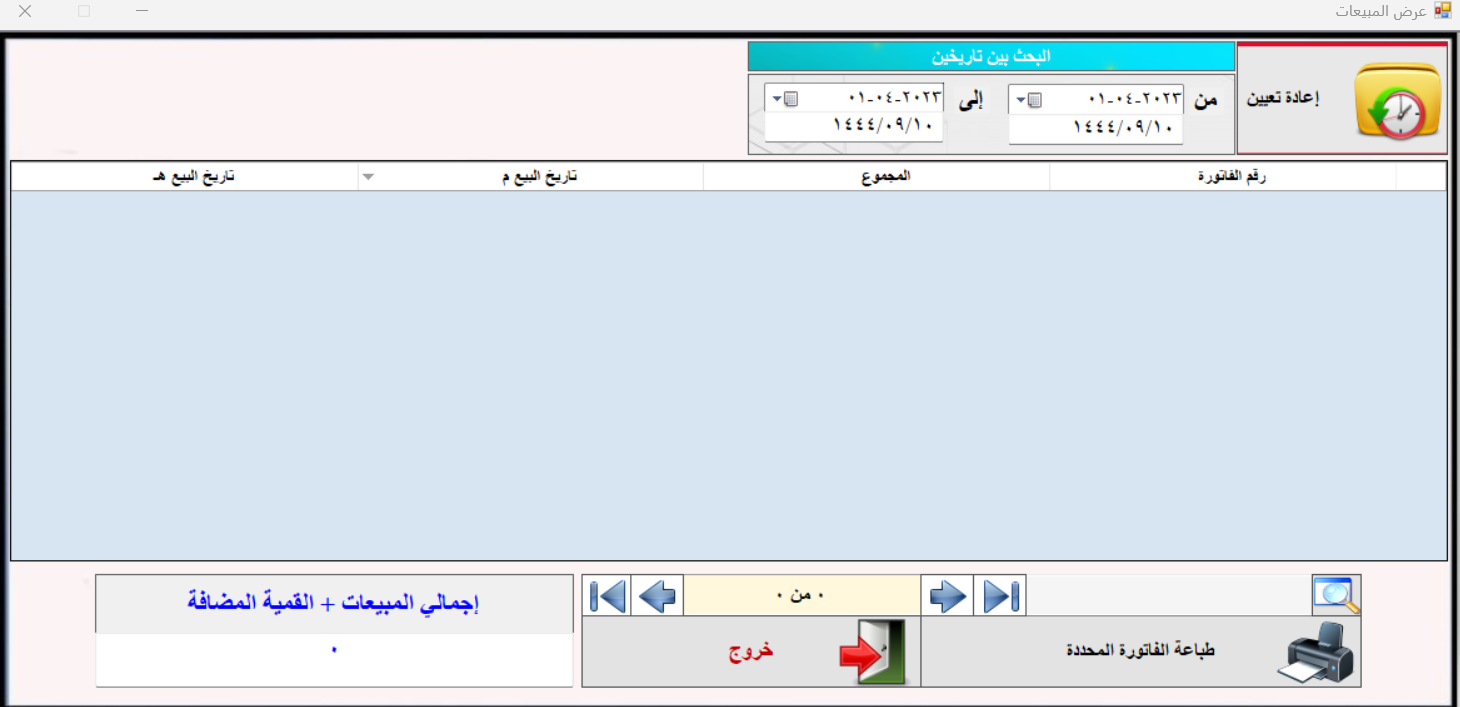 عرض المبيعات
إعادة تعيين
البحث بين تاريخين
من
٠١-٠٤-٢٠٢٣
١٤٤٤/٠٩/١٠
إلى
٠١-٠٤-٢٠٢٣
١٤٤٤/٠٩/١٠
رقم الفاتورة
المجموع
تاريخ البيع م
تاريخ البيع هـ
٠ من ٠
طباعة الفاتورة المحددة
خروج
إجمالي المبيعات + القمية المضافة
٠